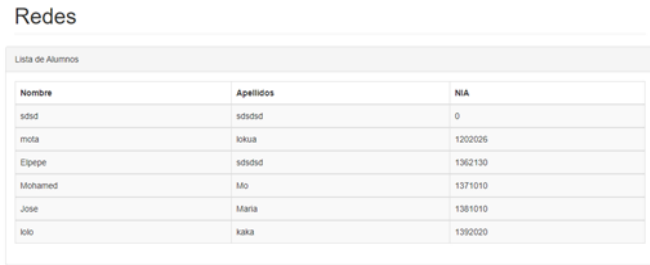 Redes
Lista de Alumnos
Nombre Apellidos NIA
sdsd sdsdsd 0
mota lokua 1202026
Elpepe sdsdsd 1362130
Mohamed Mo 1371010
Jose Maria 1381010
lolo kaka 1392020